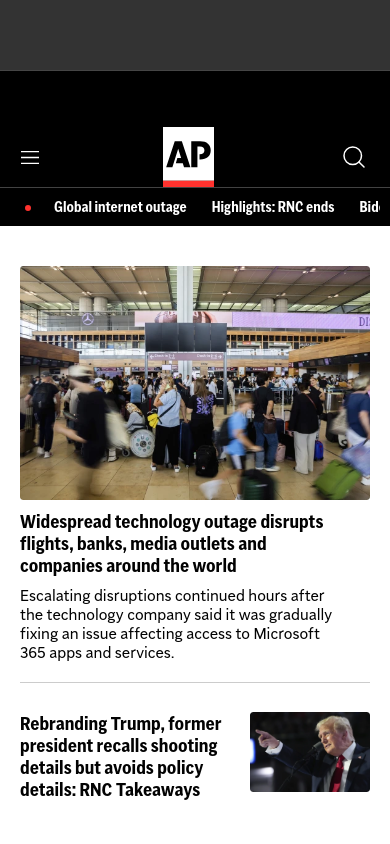 AP
Global internet outage Highlights: RNC ends
Widespread technology outage disrupts
flights, banks, media outlets and
companies around the world
Escalating disruptions continued hours after
the technology company said it was gradually
fixing an issue affecting access to Microsoft
365 apps and services.
Rebranding Trump, former
president recalls shooting
details but avoids policy
details: RNC Takeaways